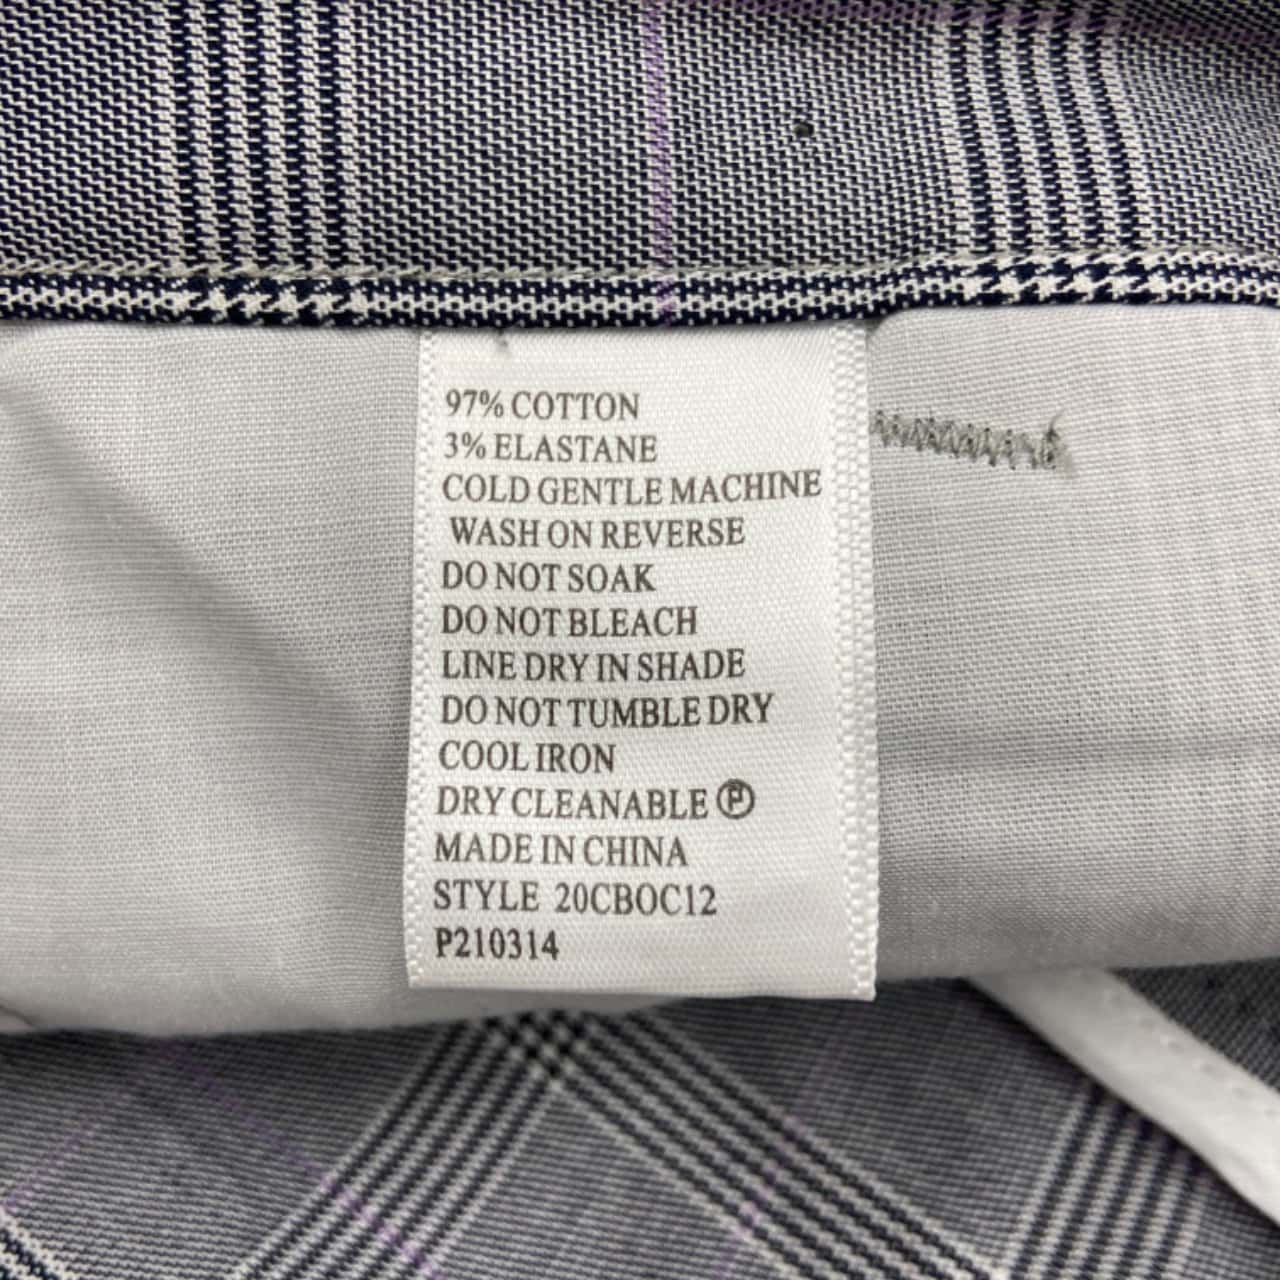 97% COTTON
3% ELASTANE
COLD GENTLE MACHINE
WASH ON REVERSE
DO NOT SOAK
DO NOT BLEACH
LINE DRY IN SHADE
DO NOT TUMBLE DRY
COOL IRON
DRY CLEANABLE Ⓟ
MADE IN CHINA
STYLE 20CBOC12
P210314